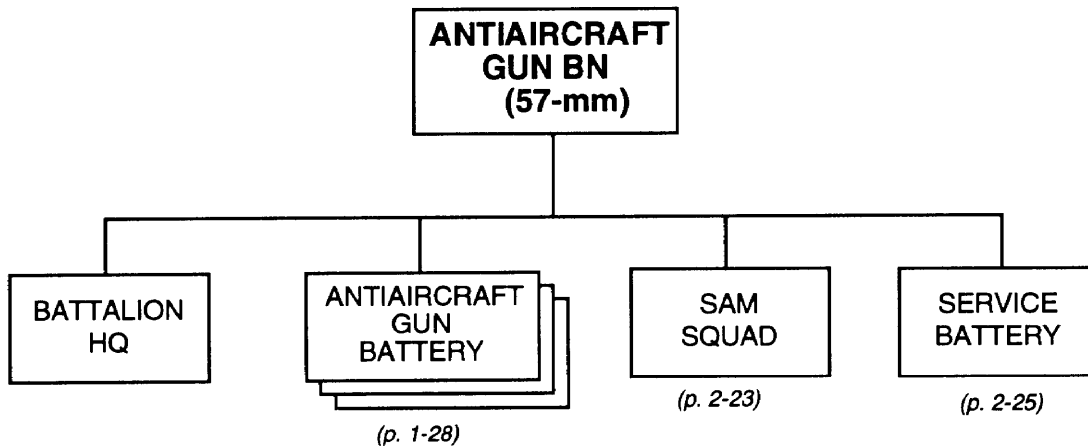 ANTIAIRCRAFT
GUN BN
(57-mm)
BATTALION
HQ
ANTIAIRCRAFT
GUN
BATTERY
(p. 1-28)
SAM
SQUAD
(p. 2-23)
SERVICE
BATTERY
(p. 2-25)